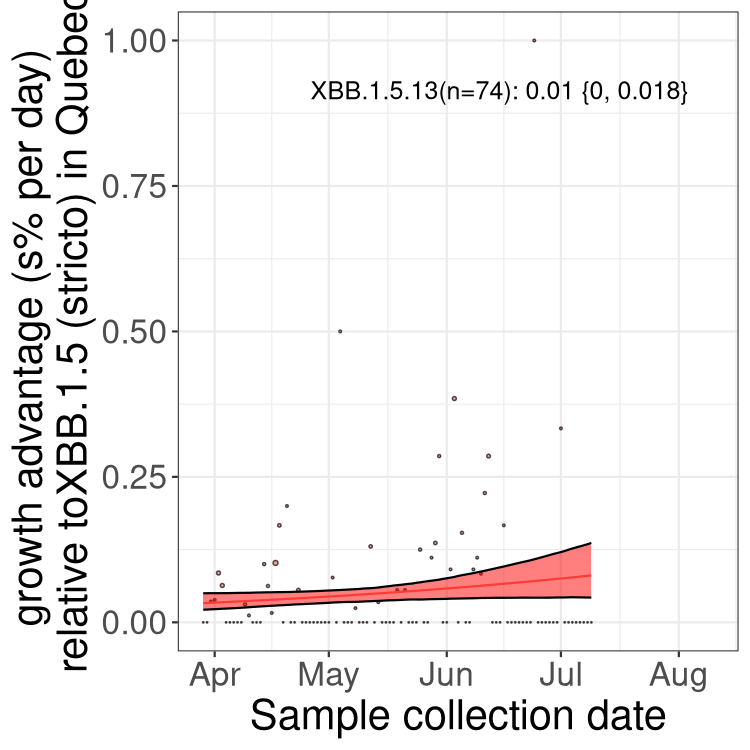 growth advantage (s% per day)
relative toXBB.1.5 (stricto) in Quebec
1.00
0.75
0.50
0.25
0.00
XBB.1.5.13(n=74): 0.01 {0, 0.018}
Apr May Jun Jul Aug
Sample collection date